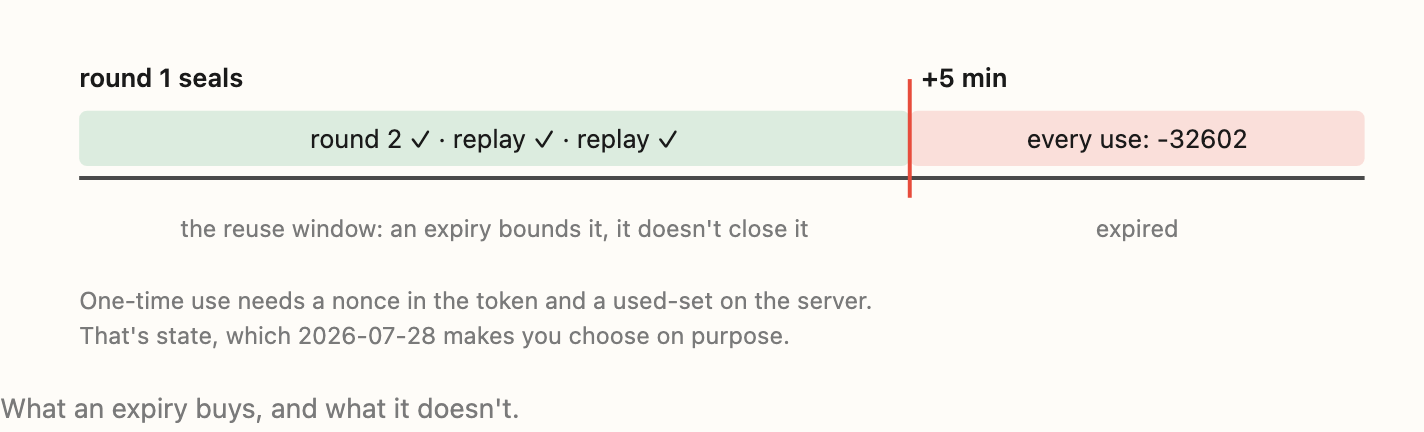 round 1 seals
+5 min
round 2 ✓ · replay ✓ · replay ✓
every use: -32602
the reuse window: an expiry bounds it, it doesn't close it
expired
One-time use needs a nonce in the token and a used-set on the server.
That's state, which 2026-07-28 makes you choose on purpose.
What an expiry buys, and what it doesn't.